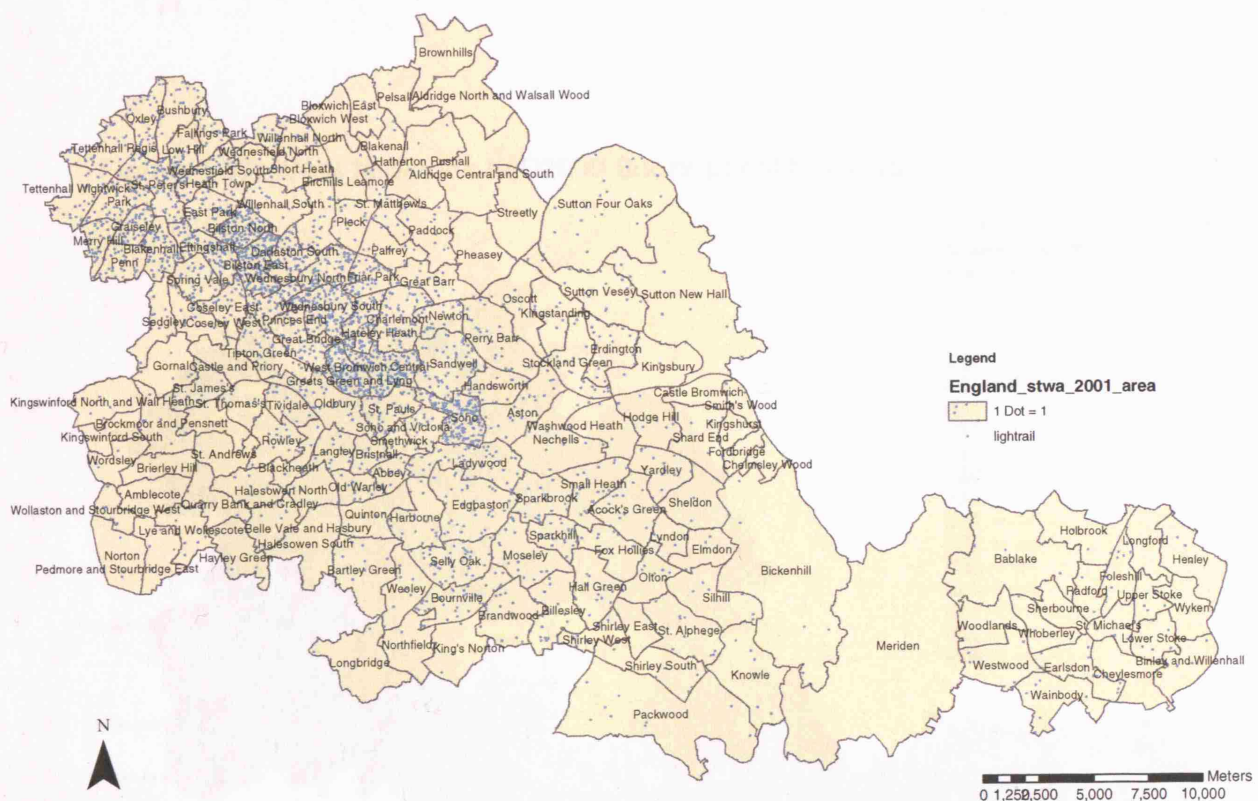 Brownhills
Pelsall
Aldridge North and Walsall Wood
Bloxwich East
Bloxwich West
Bushbury
Oxley
Fallings Park
Willenhall North
Blakenall
Tettenhall Regis
Low Hill
Wednesfield North
Hatherton Rushall
Wednesfield South
Short Heath
Aldridge Central and South
Tettenhall Wightwick
St. Peter's
Heath Town
Birchills Leamore
Park
Willenhall South
St. Matthew's
Sutton Four Oaks
East Park
Streetly
Graiseley
Bilston North
Pleck
Paddock
Merry Hill
Blakenhall
Ettingshall
Darlaston South
Palfrey
Pheasey
Penn
Bilston East
Spring Vale
Wednesbury North
Friar Park
Great Barr
Sutton Vesey
Sutton New Hall
Oscott
Coseley East
Wednesbury South
Kingstanding
Sedgley
Coseley West
Princes End
Charlemont
Newton
Hateley Heath
Great Bridge
Perry Barr
Tipton Green
Erdington
Gornal
Castle and Priory
West Bromwich Central
Sandwell
Stockland Green
Kingsbury
Greets Green and Lyng
St. James's
Handsworth
Castle Bromwich
Kingswinford North and Wall Heath
St. Thomas's
Tividale
Oldbury
St. Pauls
Soho
Aston
Hodge Hill
Smith's Wood
Brockmoor and Pensnett
Soho and Victoria
Washwood Heath
Kingshurst
Kingswinford South
Rowley
Smethwick
Nechells
Shard End
Wordsley
St. Andrews
Langley
Bristnall
Fordbridge
Brierley Hill
Blackheath
Abbey
Ladywood
Yardley
Chelmsley Wood
Amblecote
Halesowen North
Old Warley
Small Heath
Wollaston and Stourbridge West
Quarry Bank and Cradley
Edgbaston
Sparkbrook
Sheldon
Quinton
Harborne
Acock's Green
Lye and Wollescote
Belle Vale and Hasbury
Sparkhill
Lyndon
Halesowen South
Norton
Hayley Green
Moseley
Fox Hollies
Elmdon
Pedmore and Stourbridge East
Bartley Green
Selly Oak
Bickenhill
Olton
Weoley
Bournville
Hall Green
Silhill
Brandwood
Billesley
Shirley East
St. Alphege
Northfield
King's Norton
Shirley West
Longbridge
Shirley South
Knowle
Packwood
Meriden
Holbrook
Longford
Bablake
Henley
Foleshill
Radford
Upper Stoke
Sherbourne
Wyken
Woodlands
Whoberley
St. Michael's
Lower Stoke
Westwood
Earlsdon
Binley and Willenhall
Cheylesmore
Wainbody
Legend
England_stwa_2001_area
1 Dot = 1
lightrail
N
Meters
0 1,250 2,500 5,000 7,500 10,000